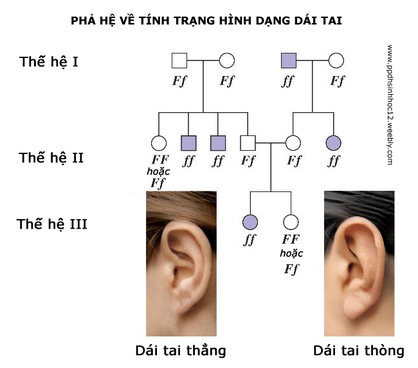 PHẢ HỆ VỀ TÍNH TRẠNG HÌNH DẠNG DÁI TAI
Thế hệ I
Ff Ff ff Ff
www.ppdhsinhhoc12.weebly.com
Thế hệ II
FF ff ff Ff Ff ff
hoặc
Ff
Thế hệ III
ff FF
hoặc
Ff
Dái tai thẳng Dái tai thòng